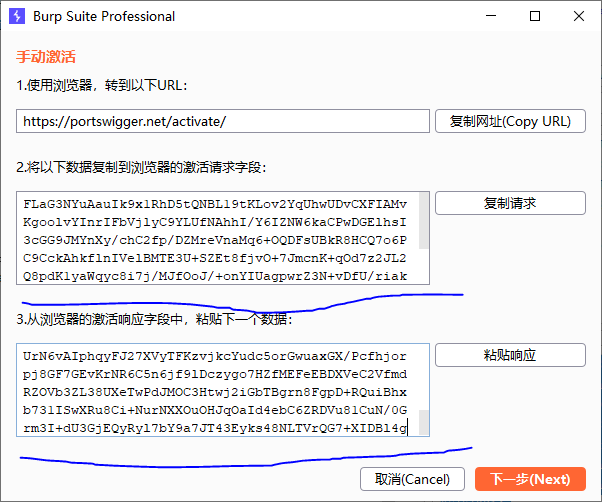 Burp Suite Professional
手动激活
1.使用浏览器，转到以下URL：
https://portswigger.net/activate/
复制网址(Copy URL)
2.将以下数据复制到浏览器的激活请求字段：
FLaG3NYuAauIk9x1RhD5tQNBL19tKLov2YqUhwUDvCXFIAMv
复制请求
KgoolvYInrIFbVjlyC9YLUfNAhhI/Y6IZNW6kaCPwDGElhsI
3cGG9JMYnXy/chC2fp/DZMreVnaMq6+OQDFsUBkR8HCQ7o6P
C9CckAhkflnIVelBMTE3U+SZEt8fjvO+7JmcnK+qOd7z2JL2
Q8pdKlyaWqyc8i7j/MJfOoJ/+onYIUagpwrZ3N+vDfU/riak
3.从浏览器的激活响应字段中，粘贴下一个数据：
UrN6vAIphqyFJ27XVyTFKzvjkcYudc5orGwuaxGX/Pcfhjor
粘贴响应
pj8GF7GEvKrNR6C5n6jf9lDczygo7HZfMEFeEBDXVeC2Vfmd
RZOVb3ZL38UXeTwPdJMOC3Htwj2iGbTBgrn8FgpD+RQuiBhx
b731ISwXRu8Ci+NurNXXOuOHJqOaId4ebC6ZRDVu81CuN/0G
rm3I+dU3GjEQyRyl7bY9a7JT43Eyks48NLTVrQG7+XIDBl4g
取消(Cancel)
下一步(Next)